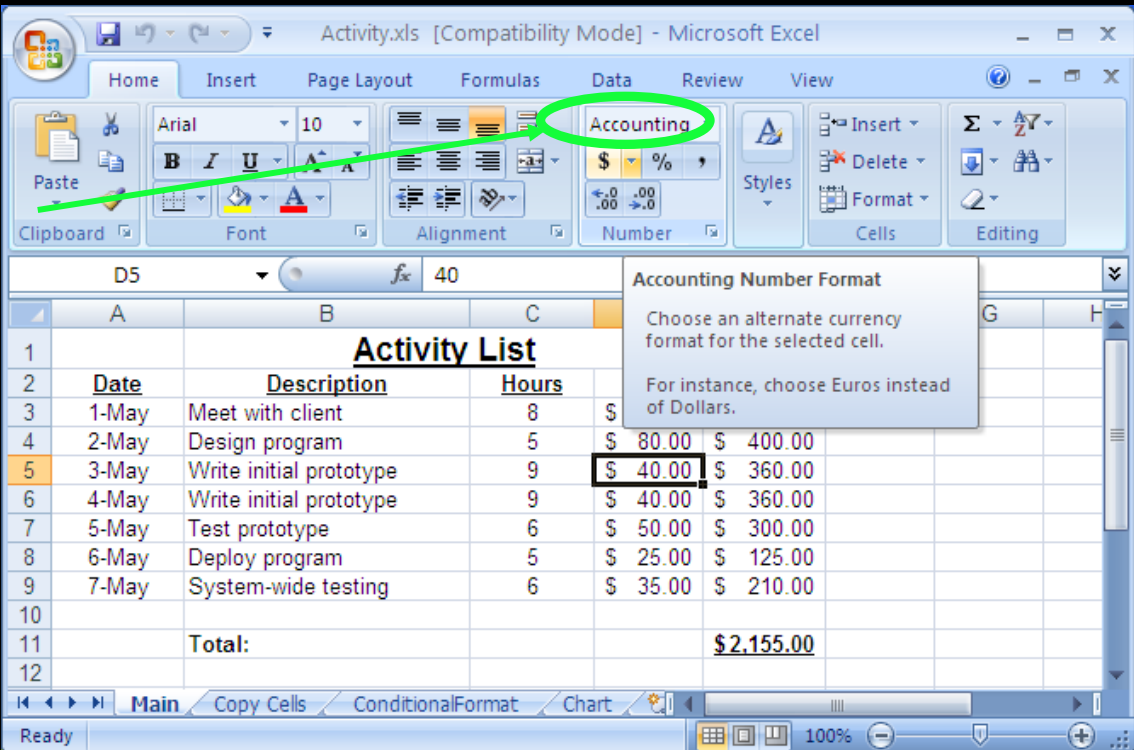 Activity.xls [Compatibility Mode] - Microsoft Excel
Home Insert Page Layout Formulas Data Review View
Arial 10 Accounting Σ
B I U A A $ % , Insert
Paste Styles Delete
A .00 .00 Format
Clipboard Font Alignment Number Cells Editing
D5 fx 40
Accounting Number Format
Choose an alternate currency
format for the selected cell.
For instance, choose Euros instead
of Dollars.
A B C G H
1 Activity List
2 Date Description Hours
3 1-May Meet with client 8 $
4 2-May Design program 5 $ 80.00 $ 400.00
5 3-May Write initial prototype 9 $ 40.00 $ 360.00
6 4-May Write initial prototype 9 $ 40.00 $ 360.00
7 5-May Test prototype 6 $ 50.00 $ 300.00
8 6-May Deploy program 5 $ 25.00 $ 125.00
9 7-May System-wide testing 6 $ 35.00 $ 210.00
10
11 Total: $2,155.00
12
Main Copy Cells ConditionalFormat Chart
Ready 100%